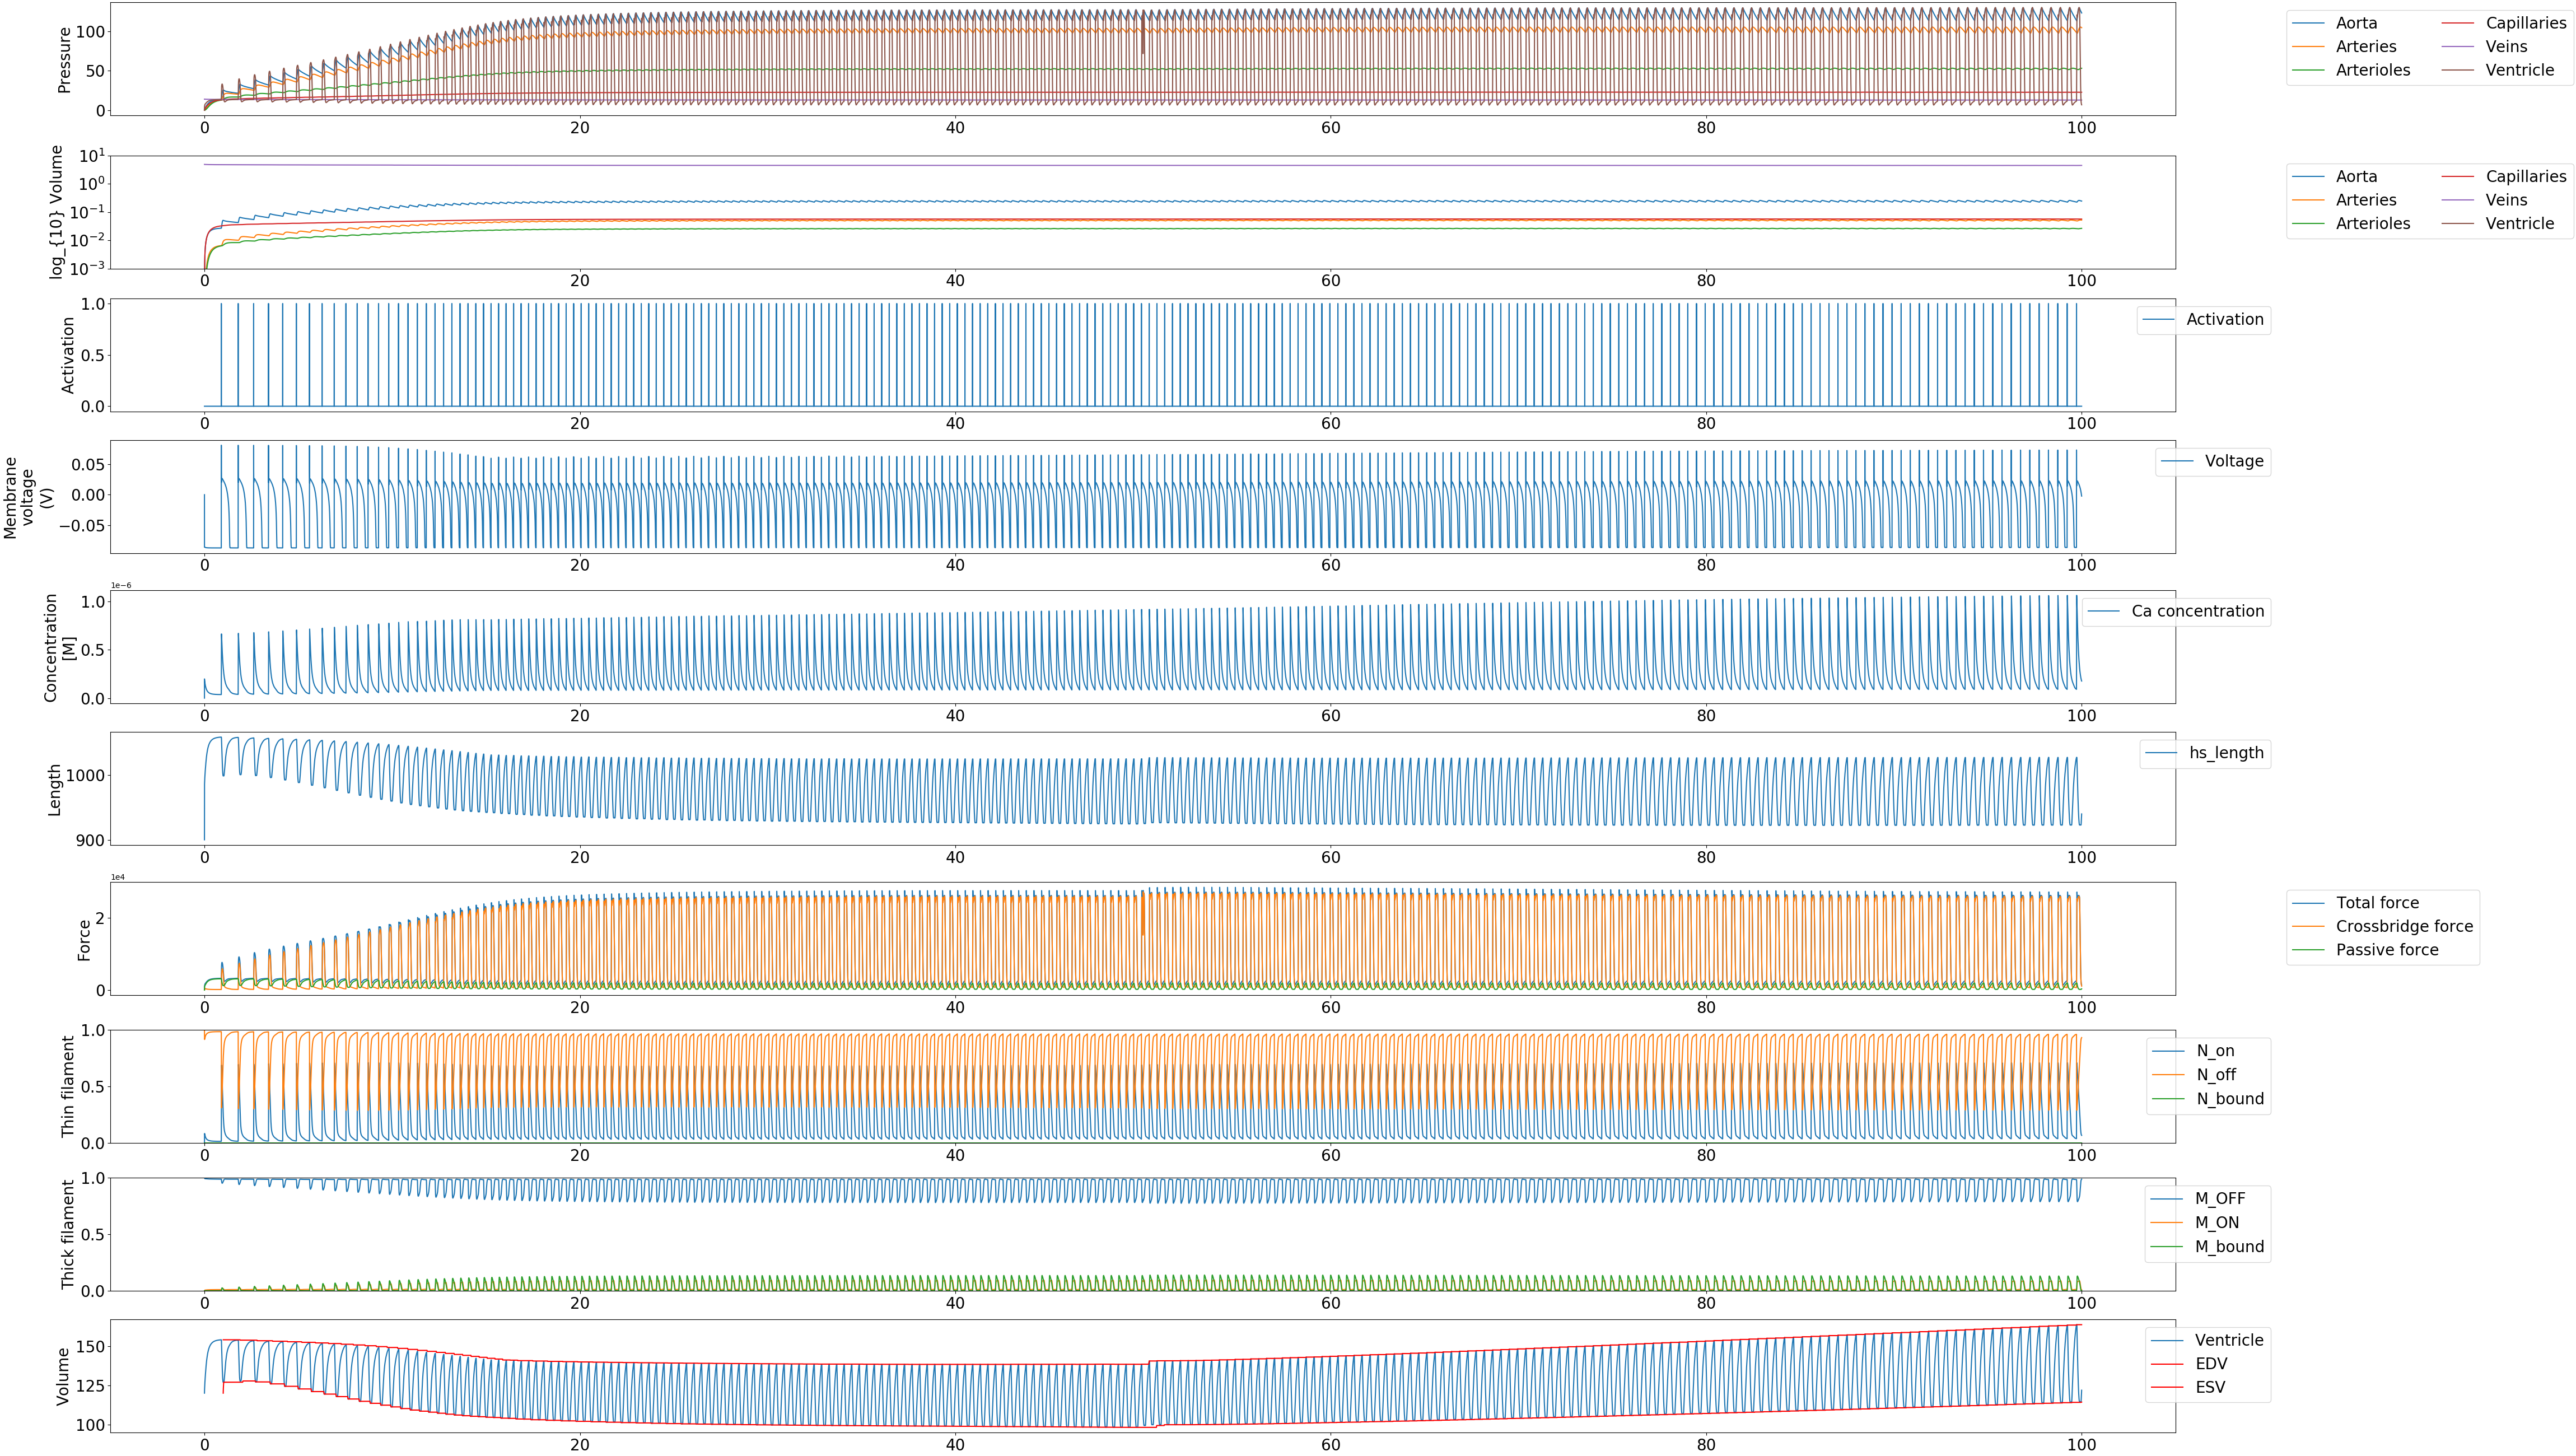 Pressure
100
50
0
0 20 40 60 80 100
Aorta Capillaries
Arteries Veins
Arterioles Ventricle
log_{10} Volume
10^1
10^0
10^−1
10^−2
10^−3
0 20 40 60 80 100
Aorta Capillaries
Arteries Veins
Arterioles Ventricle
Activation
1.0
0.5
0.0
0 20 40 60 80 100
Activation
Membrane
voltage
(V)
0.05
0.00
−0.05
0 20 40 60 80 100
Voltage
1e−6
Concentration
[M]
1.0
0.5
0.0
0 20 40 60 80 100
Ca concentration
Length
1000
900
0 20 40 60 80 100
hs_length
1e4
Force
2
0
0 20 40 60 80 100
Total force
Crossbridge force
Passive force
Thin filament
1.0
0.5
0.0
0 20 40 60 80 100
N_on
N_off
N_bound
Thick filament
1.0
0.5
0.0
0 20 40 60 80 100
M_OFF
M_ON
M_bound
Volume
150
125
100
0 20 40 60 80 100
Ventricle
EDV
ESV